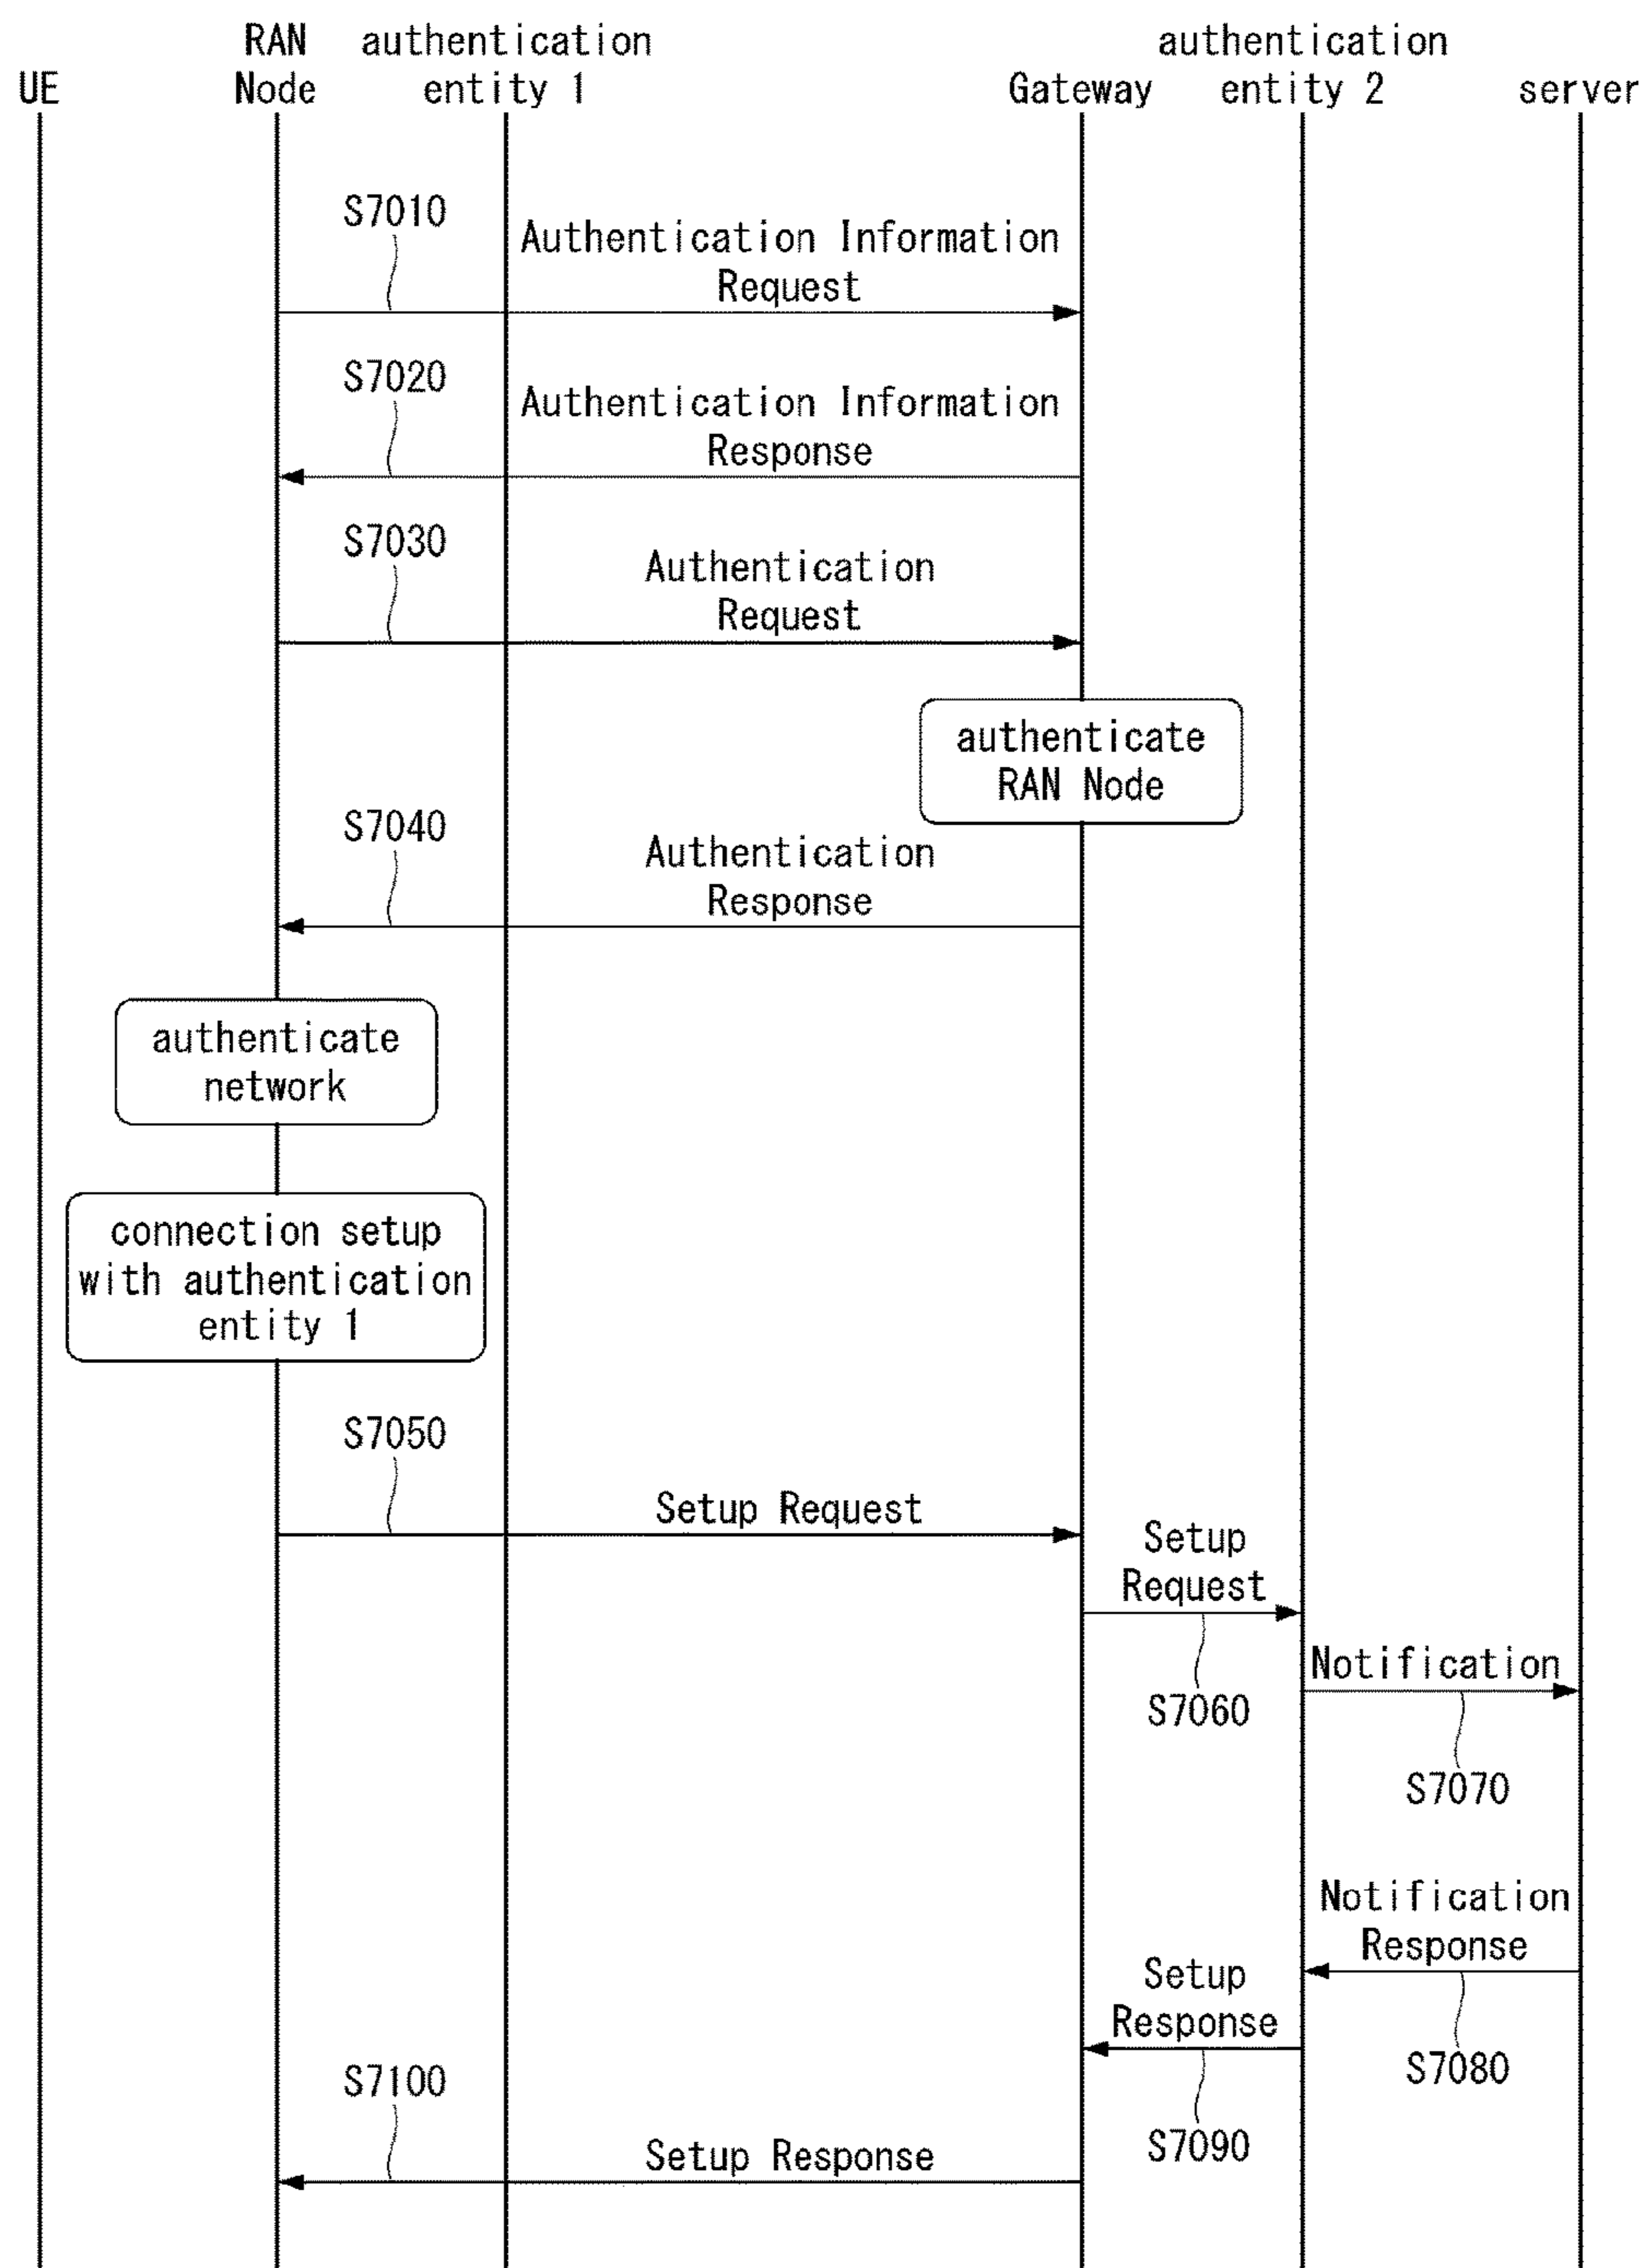 RAN
Node
authentication
entity 1
authentication
entity 2
UE
Gateway
server
S7010
Authentication Information
Request
S7020
Authentication Information
Response
S7030
Authentication
Request
authenticate
RAN Node
S7040
Authentication
Response
authenticate
network
connection setup
with authentication
entity 1
S7050
Setup Request
Setup
Request
S7060
Notification
S7070
Notification
Response
S7080
Setup
Response
S7090
S7100
Setup Response